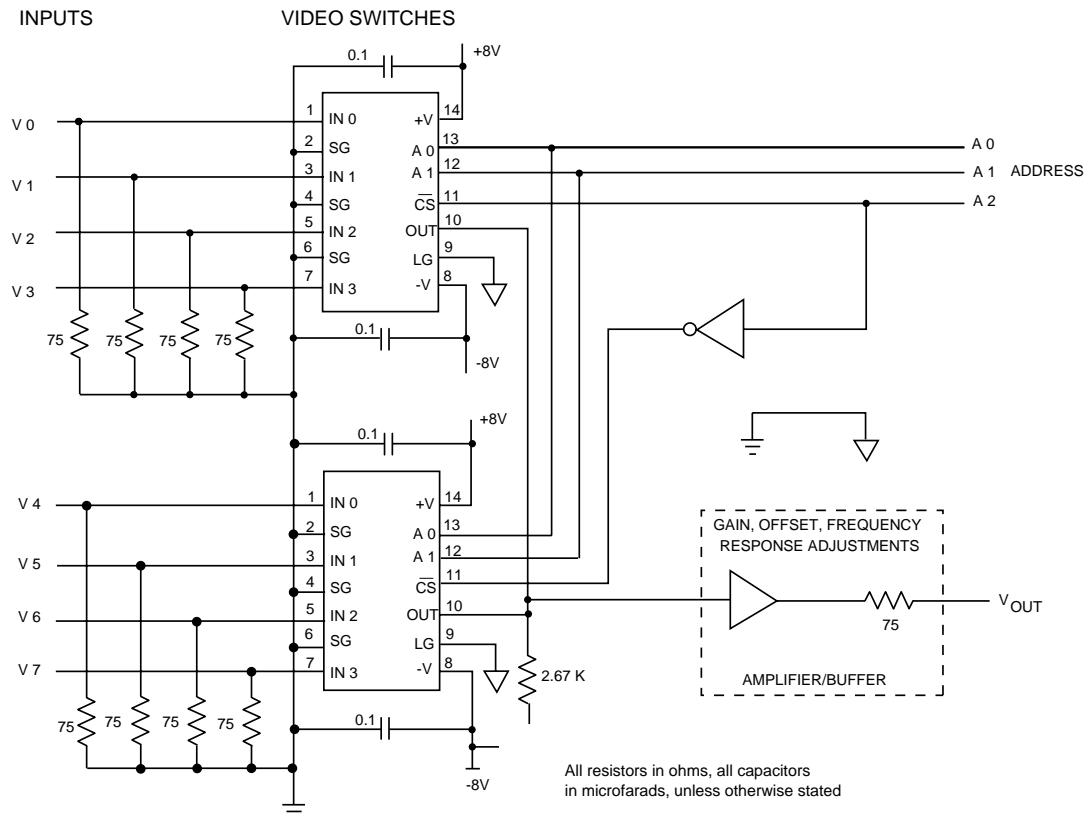 INPUTS
VIDEO SWITCHES
+8V
0.1
V 0
1
IN 0
+V
14
2
SG
A 0
13
A 0
V 1
3
IN 1
A 1
12
A 1 ADDRESS
4
SG
CS
11
A 2
V 2
5
IN 2
OUT
10
6
SG
LG
9
V 3
7
IN 3
-V
8
75
75
75
75
0.1
-8V
+8V
0.1
V 4
1
IN 0
+V
14
2
SG
A 0
13
V 5
3
IN 1
A 1
12
4
SG
CS
11
V 6
5
IN 2
OUT
10
6
SG
LG
9
V 7
7
IN 3
-V
8
75
75
75
75
0.1
-8V
2.67 K
GAIN, OFFSET, FREQUENCY
RESPONSE ADJUSTMENTS
75
VOUT
AMPLIFIER/BUFFER
All resistors in ohms, all capacitors
in microfarads, unless otherwise stated